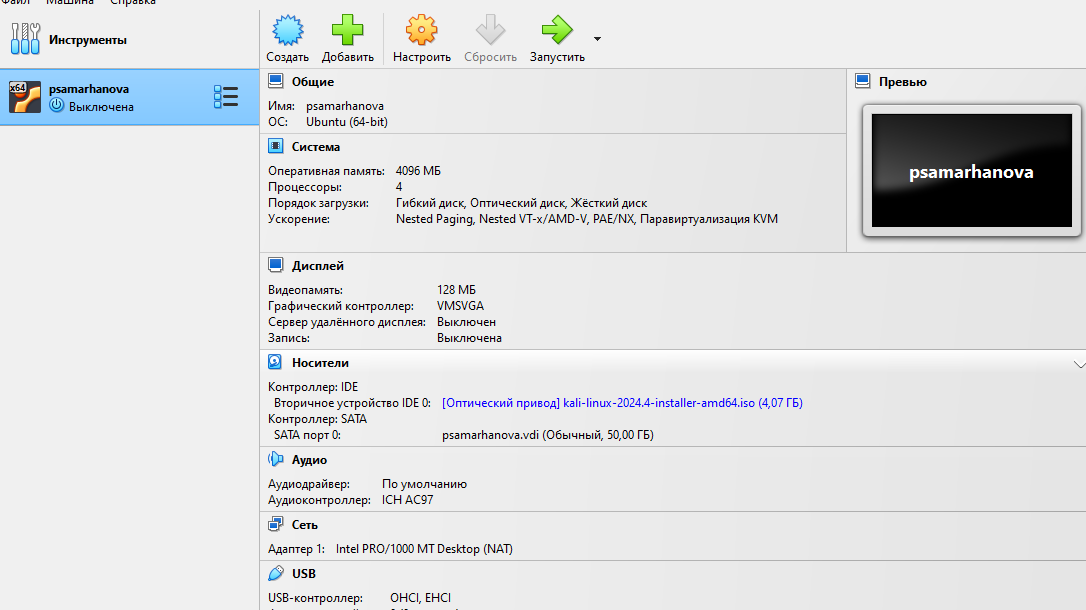 Файл Машина Справка
Инструменты
Создать Добавить Настроить Сбросить Запустить
psamarhanova
Выключена
Общие
Имя: psamarhanova
ОС: Ubuntu (64-bit)
Превью
psamarhanova
Система
Оперативная память: 4096 МБ
Процессоры: 4
Порядок загрузки: Гибкий диск, Оптический диск, Жёсткий диск
Ускорение: Nested Paging, Nested VT-x/AMD-V, PAE/NX, Паравиртуализация KVM
Дисплей
Видеопамять: 128 МБ
Графический контроллер: VMSVGA
Сервер удалённого дисплея: Выключен
Запись: Выключена
Носители
Контроллер: IDE
Вторичное устройство IDE 0: [Оптический привод] kali-linux-2024.4-installer-amd64.iso (4,07 ГБ)
Контроллер: SATA
SATA порт 0: psamarhanova.vdi (Обычный, 50,00 ГБ)
Аудио
Аудиодрайвер: По умолчанию
Аудиоконтроллер: ICH AC97
Сеть
Адаптер 1: Intel PRO/1000 MT Desktop (NAT)
USB
USB-контроллер: OHCI, EHCI